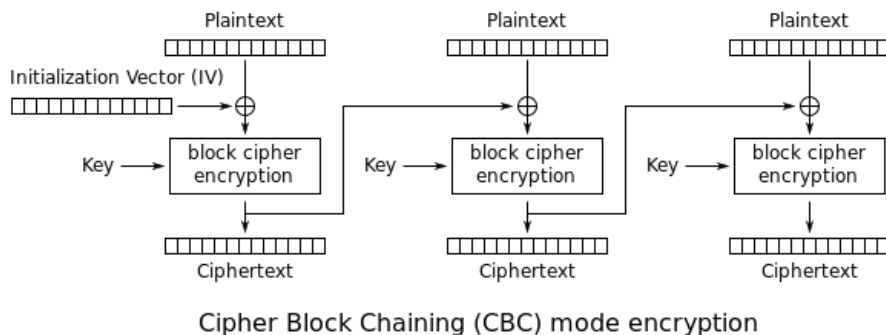 Plaintext
Plaintext
Plaintext
Initialization Vector (IV)
Key
block cipher
encryption
Key
block cipher
encryption
Key
block cipher
encryption
Ciphertext
Ciphertext
Ciphertext
Cipher Block Chaining (CBC) mode encryption